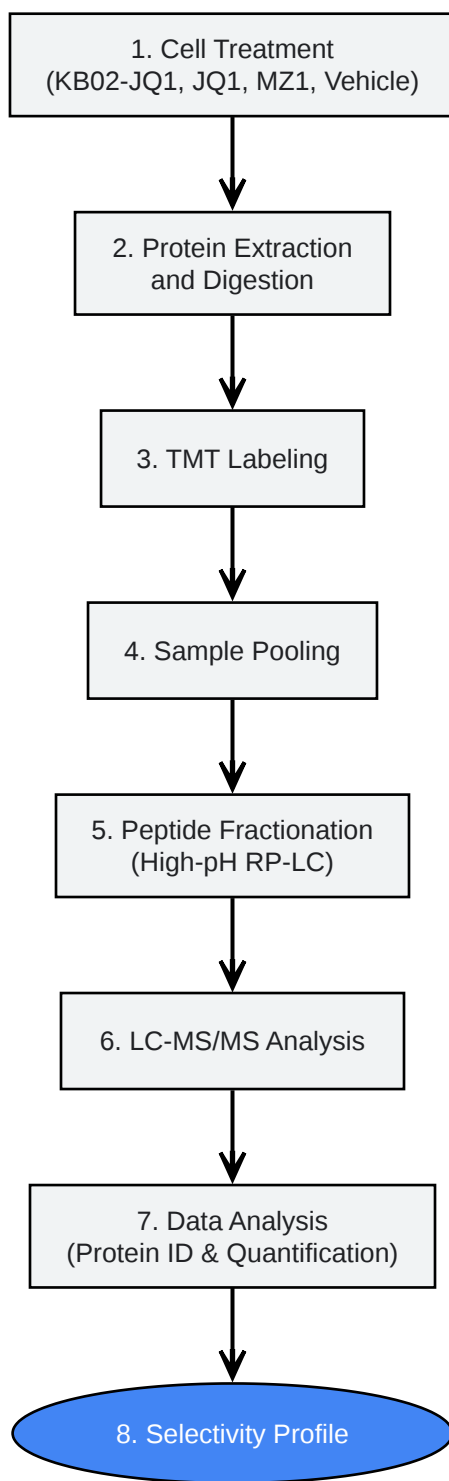 1. Cell Treatment
(KB02-JQ1, JQ1, MZ1, Vehicle)
2. Protein Extraction
and Digestion
3. TMT Labeling
4. Sample Pooling
5. Peptide Fractionation
(High-pH RP-LC)
6. LC-MS/MS Analysis
7. Data Analysis
(Protein ID & Quantification)
8. Selectivity Profile